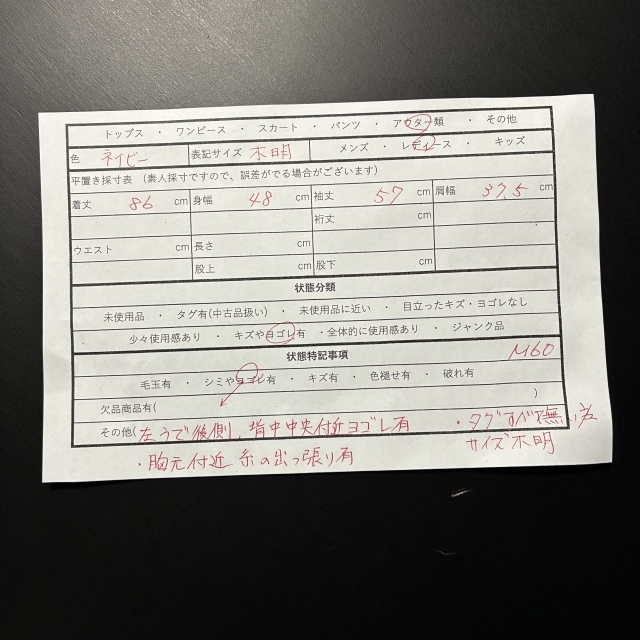 トップス ・ ワンピース ・ スカート ・ パンツ ・ アウター類 ・ その他
色 ネイビー 表記サイズ 不明 メンズ ・ レディース ・ キッズ
平置き採寸表 （素人採寸ですので、誤差がでる場合がございます）
着丈 86 cm 身幅 48 cm 袖丈 57 cm 肩幅 37,5 cm
裄丈 cm
ウエスト cm 長さ cm
股上 cm 股下 cm
状態分類
未使用品 ・ タグ有(中古品扱い) ・ 未使用品に近い ・ 目立ったキズ・ヨゴレなし
少々使用感あり ・ キズやヨゴレ有 ・全体的に使用感あり ・ ジャンク品
状態特記事項 M60
毛玉有 ・ シミやヨゴレ有 ・ キズ有 ・ 色褪せ有 ・ 破れ有
欠品商品有( )
その他( 左うで後側、背中中央付近ヨゴレ有 ・タグすべて無い為
・胸元付近 糸の出っ張り有 サイズ不明